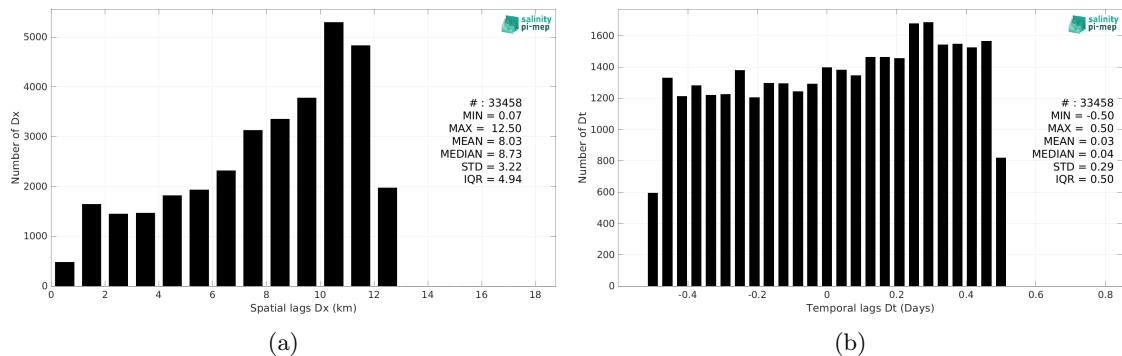 salinity
pi-mep
5000
4000
3000
2000
1000
0
Number of Dx
# : 33458
MIN = 0.07
MAX = 12.50
MEAN = 8.03
MEDIAN = 8.73
STD = 3.22
IQR = 4.94
0 2 4 6 8 10 12 14 16 18
Spatial lags Dx (km)
(a)
salinity
pi-mep
1600
1400
1200
1000
800
600
400
200
0
Number of Dt
# : 33458
MIN = -0.50
MAX = 0.50
MEAN = 0.03
MEDIAN = 0.04
STD = 0.29
IQR = 0.50
-0.4 -0.2 0 0.2 0.4 0.6 0.8
Temporal lags Dt (Days)
(b)